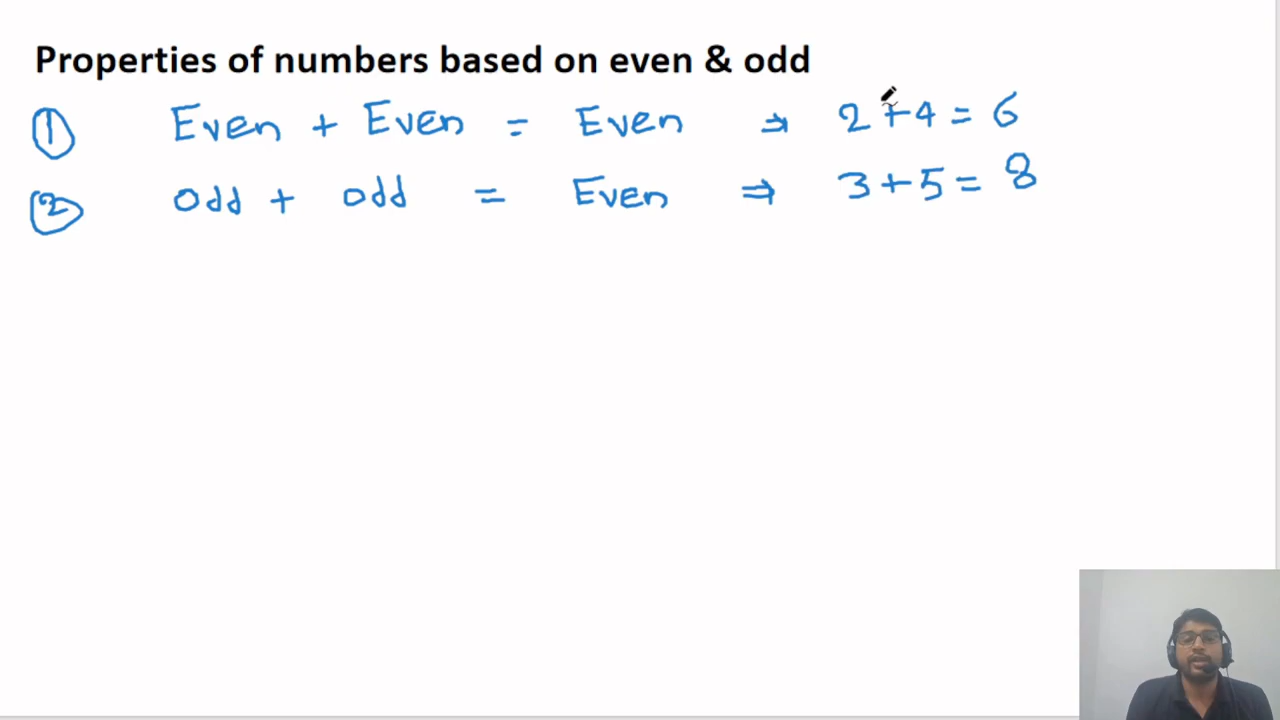 Properties of numbers based on even & odd
① Even + Even = Even ⇒ 2+4 = 6
② odd + odd = Even ⇒ 3+5 = 8